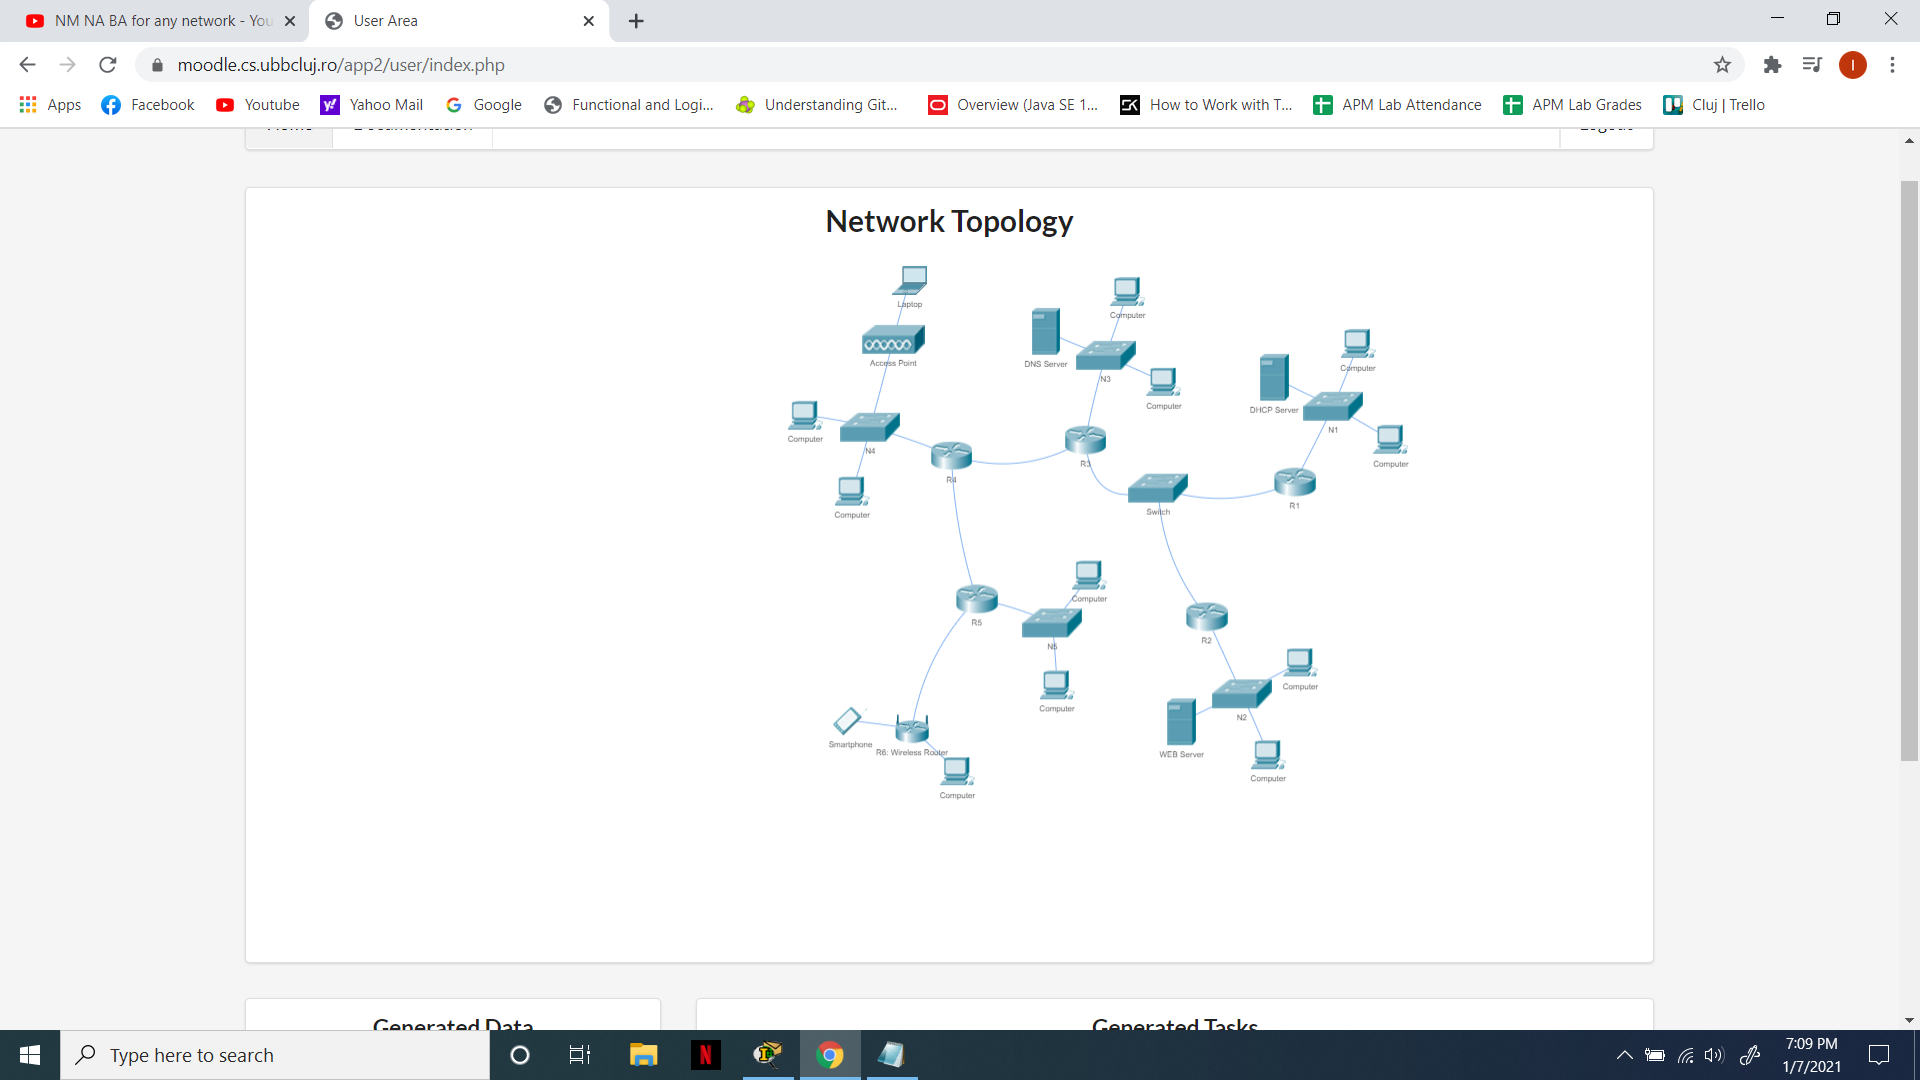 NM NA BA for any network - You
User Area
moodle.cs.ubbcluj.ro/app2/user/index.php
Apps
Facebook
Youtube
Yahoo Mail
Google
Functional and Logi...
Understanding Git...
Overview (Java SE 1...
How to Work with T...
APM Lab Attendance
APM Lab Grades
Cluj | Trello
Home
Documentation
Logout
Network Topology
Laptop
Computer
Access Point
DNS Server
N3
Computer
Computer
DHCP Server
N1
Computer
Computer
N4
R4
R3
R1
Computer
Switch
Computer
R5
N5
R2
Computer
Computer
N2
Smartphone
R6: Wireless Router
WEB Server
Computer
Computer
Generated Data
Generated Tasks
Type here to search
7:09 PM
1/7/2021